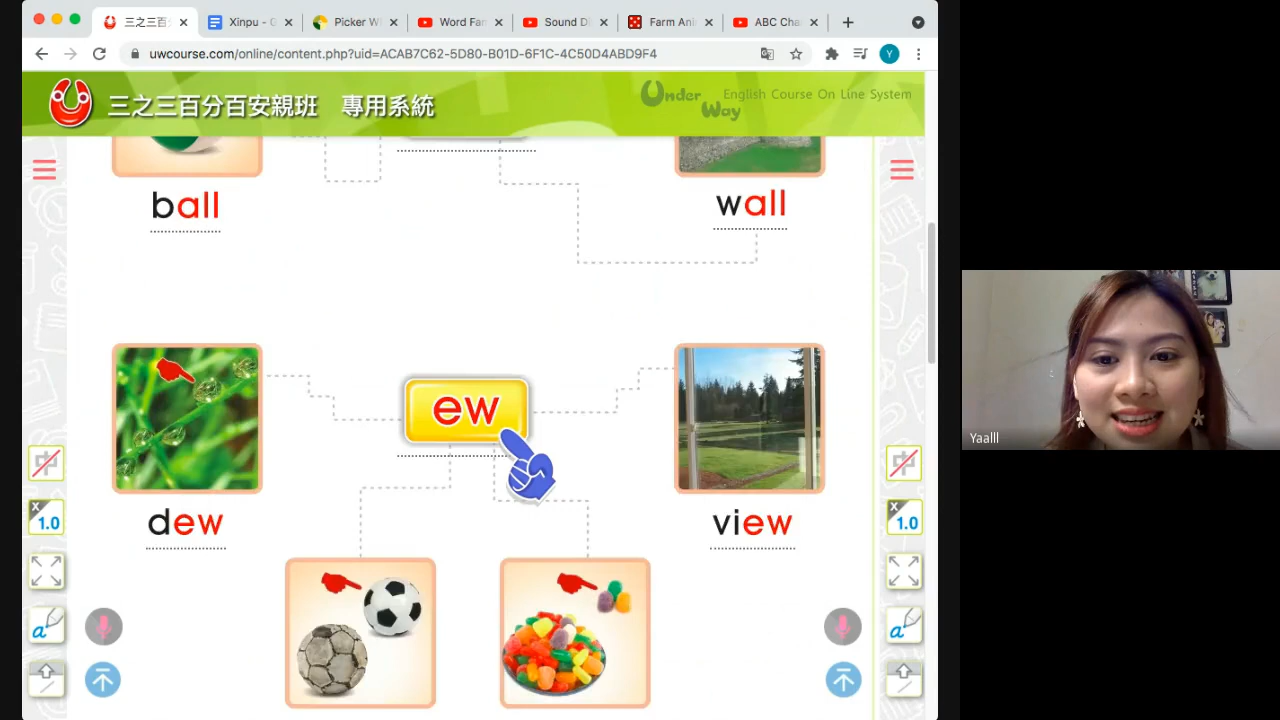 三之三百
Xinpu - G
Picker W
Word Fan
Sound Di
Farm Ani
ABC Cha
uwcourse.com/online/content.php?uid=ACAB7C62-5D80-B01D-6F1C-4C50D4ABD9F4
Y
三之三百分百安親班 專用系統
Under Way
English Course On Line System
ball
wall
ew
dew
view
x 1.0
x 1.0
a
a
Yaalll